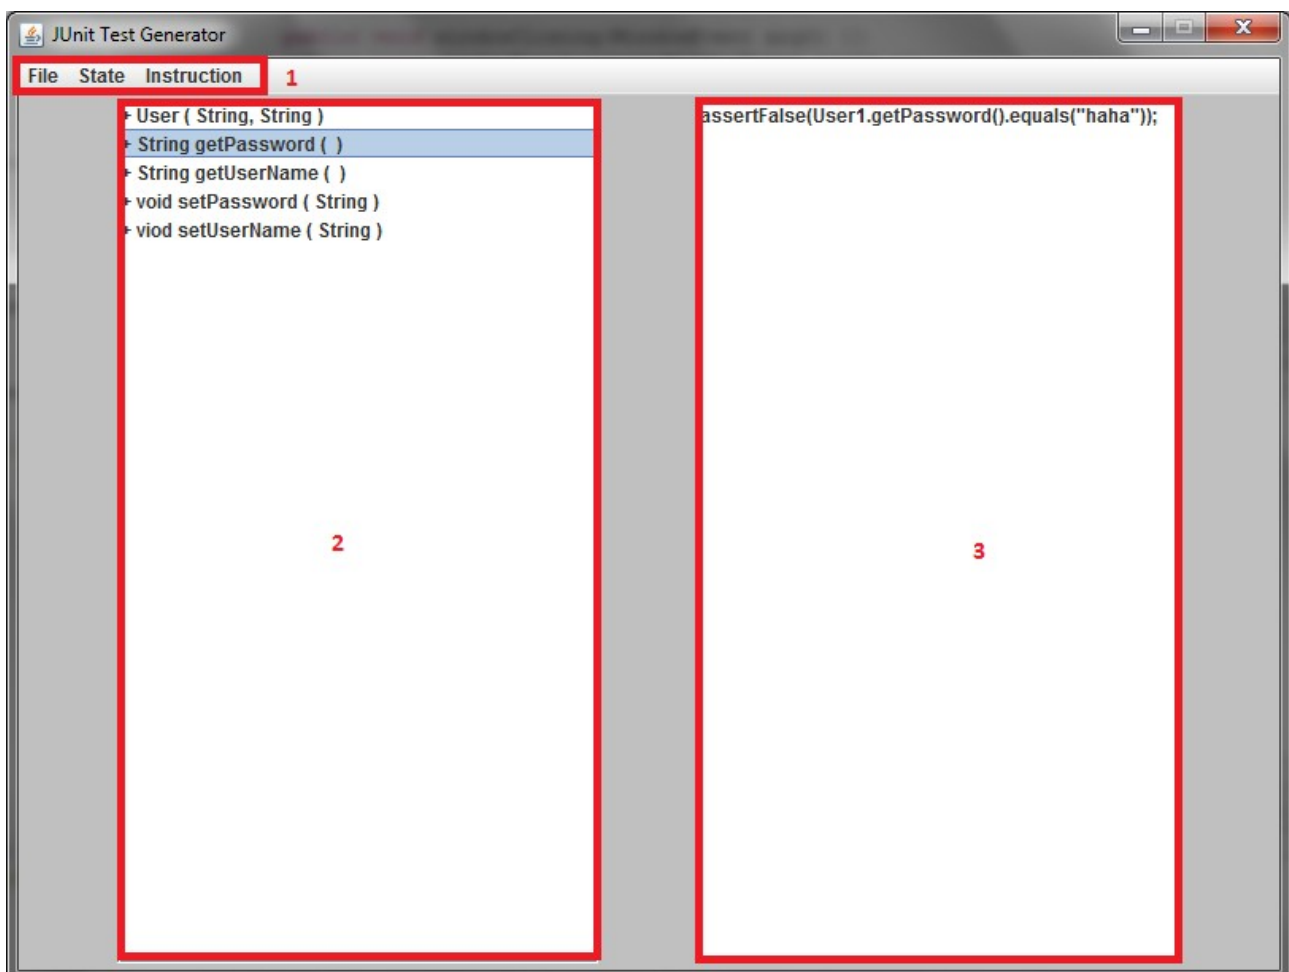 JUnit Test Generator
File State Instruction 1
+ User ( String, String )
+ String getPassword ( )
+ String getUserName ( )
+ void setPassword ( String )
+ viod setUserName ( String )
2
assertFalse(User1.getPassword().equals("haha"));
3